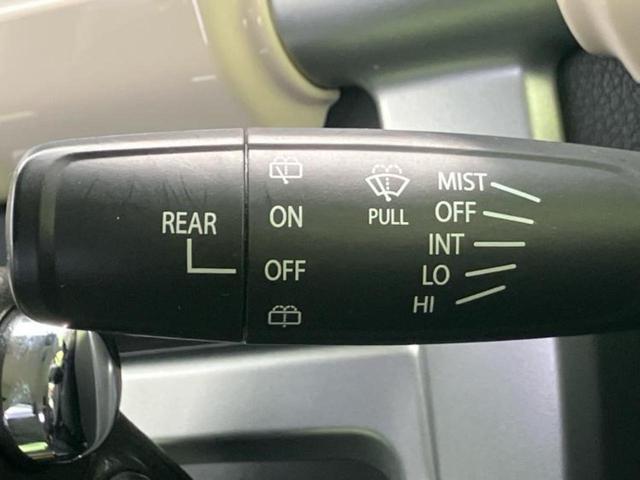 REAR
ON
OFF
PULL
MIST
OFF
INT
LO
HI